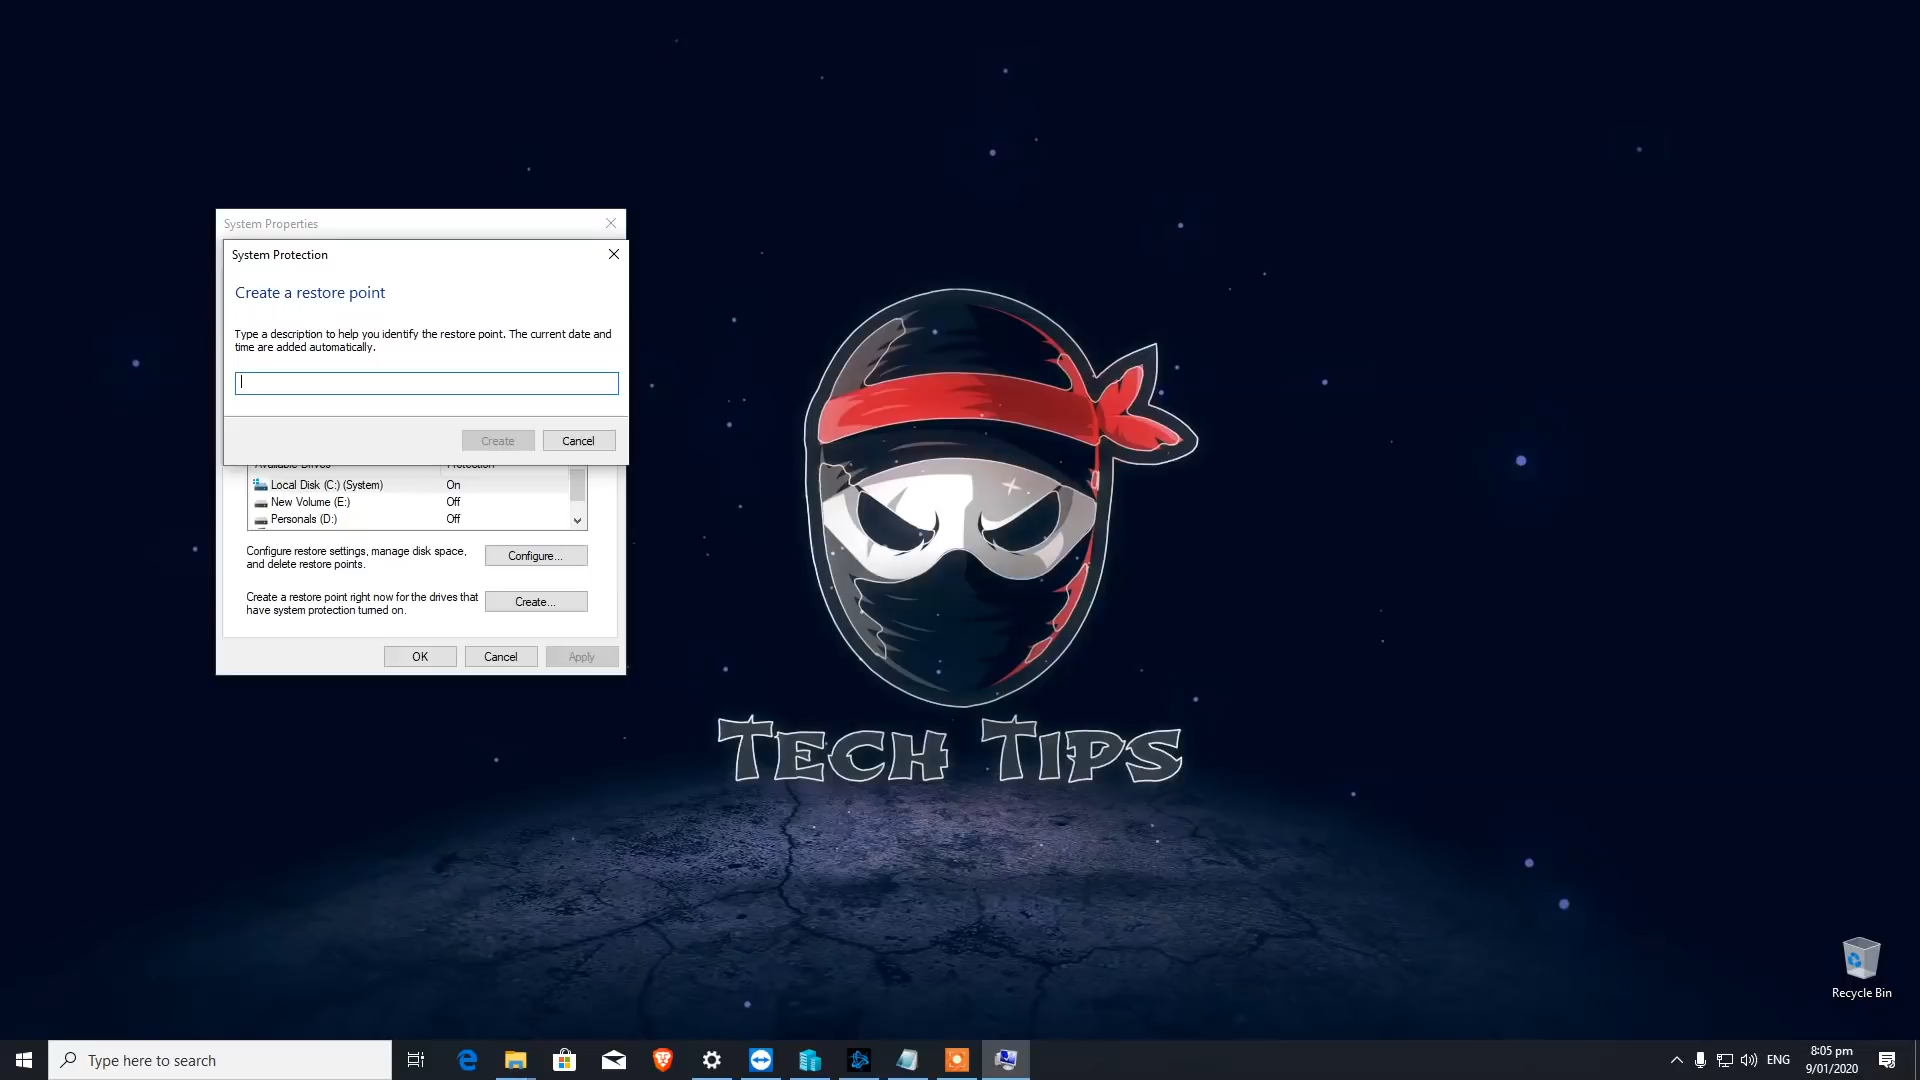 System Properties
System Protection
Create a restore point
Type a description to help you identify the restore point. The current date and
time are added automatically.
Create
Cancel
Available Drives
Protection
Local Disk (C:) (System)
On
New Volume (E:)
Off
Personals (D:)
Off
Configure restore settings, manage disk space,
and delete restore points.
Configure...
Create a restore point right now for the drives that
have system protection turned on.
Create...
OK
Cancel
Apply
TECH TIPS
Recycle Bin
Type here to search
ENG
8:05 pm
9/01/2020